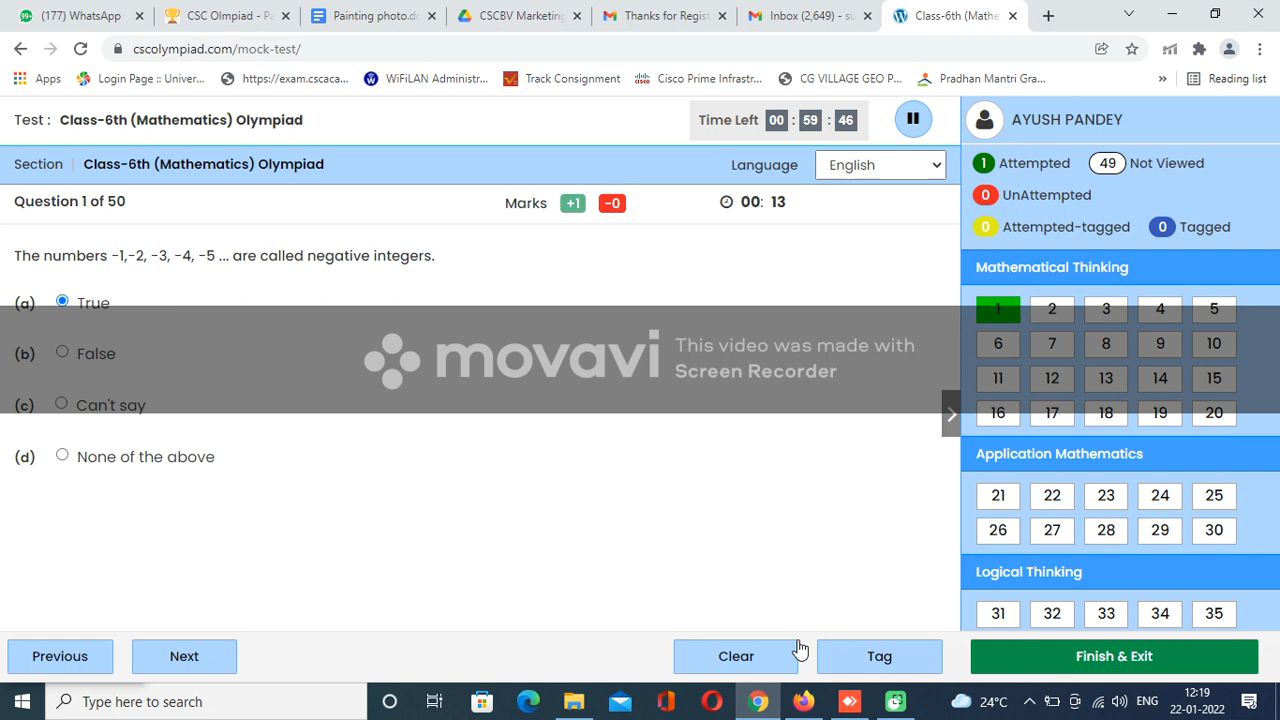 (177) WhatsApp
CSC Olmpiad - Pa
Painting photo.do
CSCBV Marketing
Thanks for Regist
Inbox (2,649) - su
Class-6th (Mathe
cscolympiad.com/mock-test/
Apps
Login Page :: Univer...
https://exam.cscaca...
WiFiLAN Administr...
Track Consignment
Cisco Prime Infrastr...
CG VILLAGE GEO P...
Pradhan Mantri Gra...
»
Reading list
Test : Class-6th (Mathematics) Olympiad
Time Left 00 : 59 : 46
AYUSH PANDEY
Section Class-6th (Mathematics) Olympiad
Language English
1 Attempted 49 Not Viewed
0 UnAttempted
0 Attempted-tagged 0 Tagged
Question 1 of 50
Marks +1 -0
00: 13
The numbers -1,-2, -3, -4, -5 ... are called negative integers.
(a) True
(b) False
(c) Can't say
(d) None of the above
movavi
This video was made with
Screen Recorder
Mathematical Thinking
1 2 3 4 5
6 7 8 9 10
11 12 13 14 15
16 17 18 19 20
Application Mathematics
21 22 23 24 25
26 27 28 29 30
Logical Thinking
31 32 33 34 35
Previous
Next
Clear
Tag
Finish & Exit
Type here to search
24°C
ENG
12:19
22-01-2022